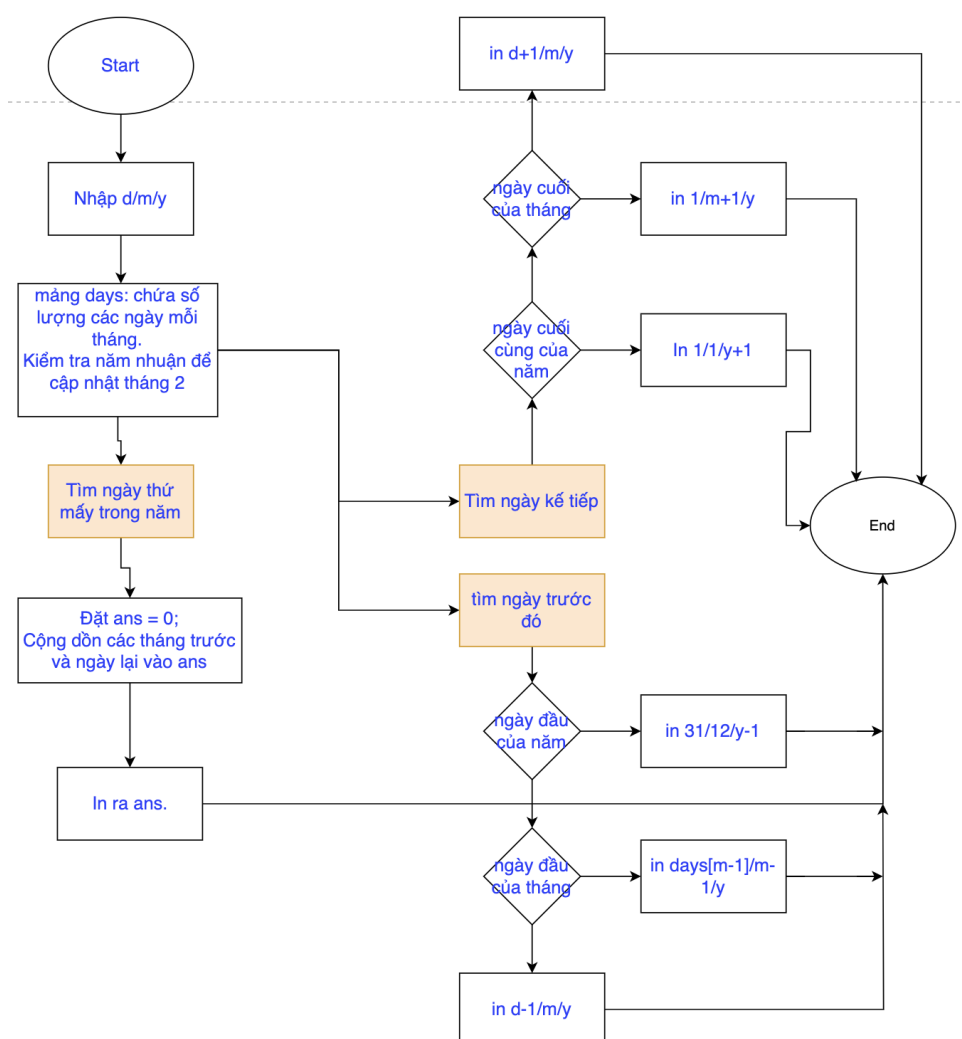 Start
Nhập d/m/y
mảng days: chứa số
lượng các ngày mỗi
tháng.
Kiểm tra năm nhuận để
cập nhật tháng 2
Tìm ngày thứ
mấy trong năm
Đặt ans = 0;
Cộng dồn các tháng trước
và ngày lại vào ans
In ra ans.
in d+1/m/y
ngày cuối
của tháng
in 1/m+1/y
ngày cuối
cùng của
năm
In 1/1/y+1
Tìm ngày kế tiếp
End
tìm ngày trước
đó
ngày đầu
của năm
in 31/12/y-1
ngày đầu
của tháng
in days[m-1]/m-
1/y
in d-1/m/y